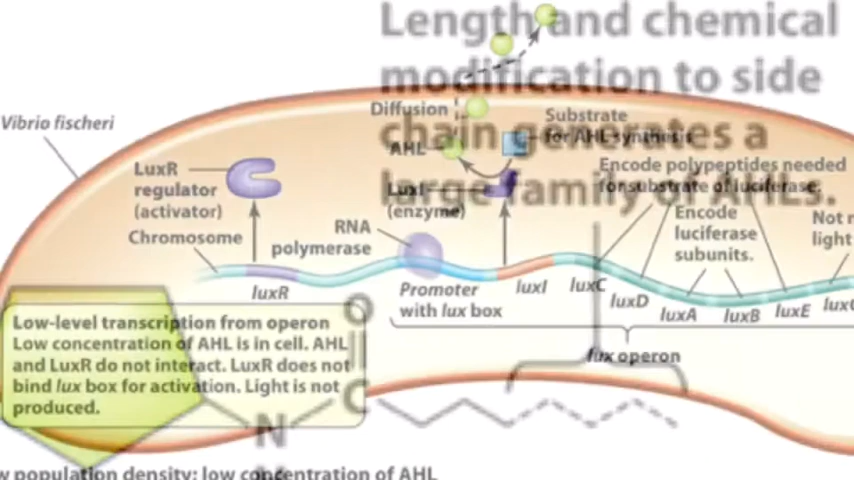 Length and chemical
modification to side
chain generates a
large family of AHLs.
Vibrio fischeri
Diffusion
AHL
Substrate
for AHL synthesis
LuxR
regulator
(activator)
Chromosome
LuxI
(enzyme)
RNA
polymerase
Encode polypeptides needed
for substrate of luciferase.
Encode
luciferase
subunits.
Not
light
luxR
Promoter
with lux box
luxI
luxC
luxD
luxA
luxB
luxE
lux operon
Low-level transcription from operon
Low concentration of AHL is in cell. AHL
and LuxR do not interact. LuxR does not
bind lux box for activation. Light is not
produced.
O
C
N
population density: low concentration of AHL